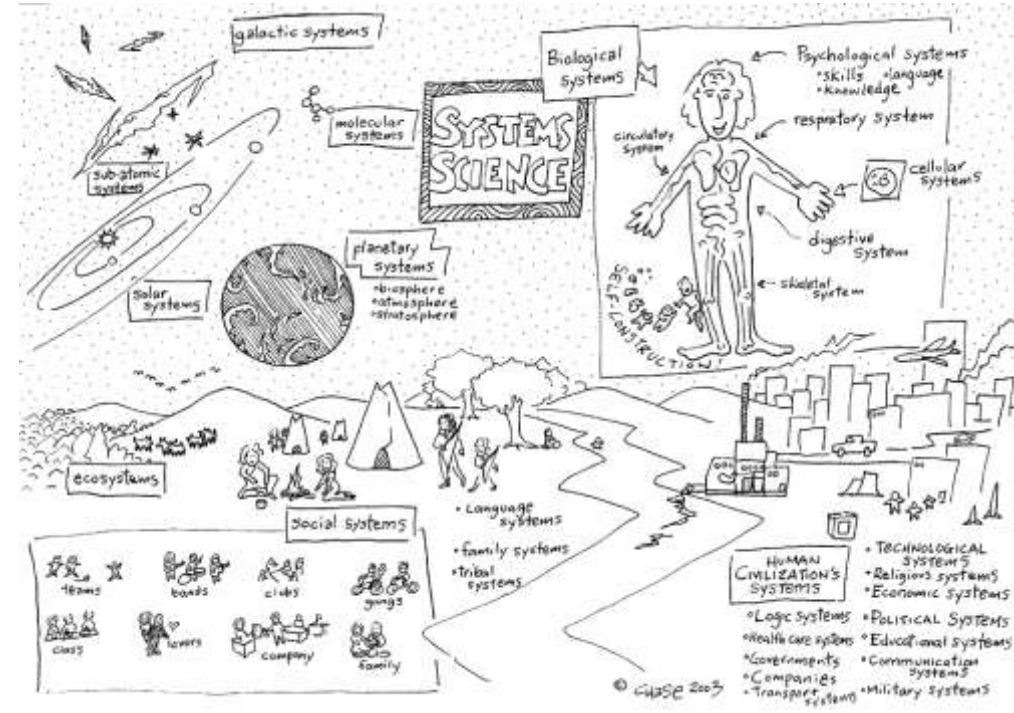 galactic systems
molecular
systems
SYSTEMS
SCIENCE
Biological
systems
Psychological systems
•skills •language
•knowledge
respratory system
circulatory
system
cellular
systems
digestive
system
skeletal
system
SELF CONSTRUCTION!
sub-atomic
systems
solar
systems
planetary
systems
•biosphere
•atmisphere
•stratosphere
ecosystems
social systems
teams
bands
clubs
gangs
class
lovers
company
family
•Language
systems
•family systems
•tribal
systems
HUMAN
CIVILIZATION'S
SYSTEMS
•Logic systems
•Health care systems
•Governments
•Companies
•Transport systems
•TECHNOLOGICAL
systems
•Religious systems
•Economic systems
•POLITICAL SYSTEMS
•Educational systems
•Communication
systems
•Military systems
© CHASE 2003